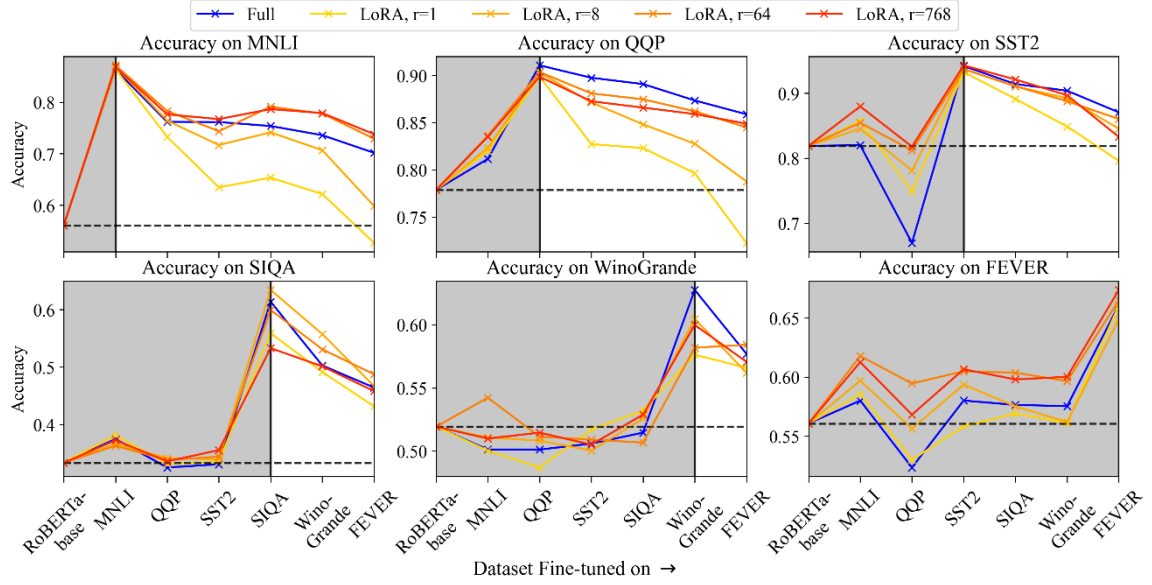 Full LoRA, r=1 LoRA, r=8 LoRA, r=64 LoRA, r=768
Accuracy on MNLI
Accuracy on QQP
Accuracy on SST2
Accuracy
0.8
0.7
0.6
0.90
0.85
0.80
0.75
0.9
0.8
0.7
Accuracy on SIQA
Accuracy on WinoGrande
Accuracy on FEVER
Accuracy
0.6
0.5
0.4
0.60
0.55
0.50
0.65
0.60
0.55
RoBERTa-
base
MNLI
QQP
SST2
SIQA
Wino-
Grande
FEVER
RoBERTa-
base
MNLI
QQP
SST2
SIQA
Wino-
Grande
FEVER
RoBERTa-
base
MNLI
QQP
SST2
SIQA
Wino-
Grande
FEVER
Dataset Fine-tuned on →